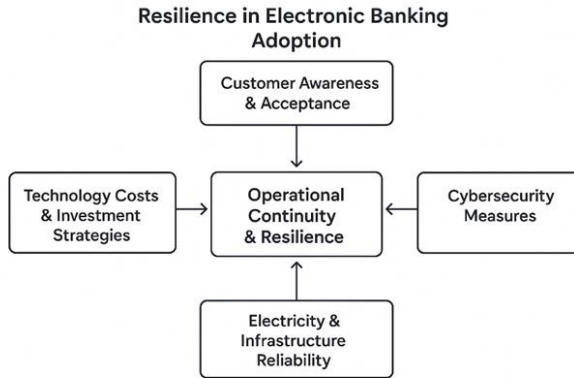 Resilience in Electronic Banking
Adoption
Customer Awareness
& Acceptance
Technology Costs
& Investment
Strategies
Operational
Continuity
& Resilience
Cybersecurity
Measures
Electricity &
Infrastructure
Reliability